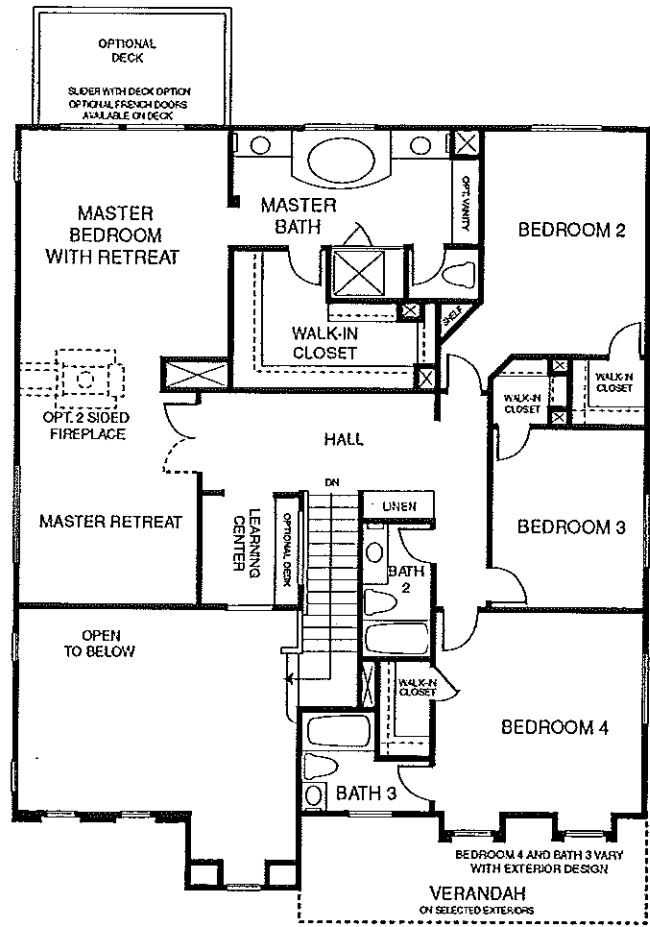 OPTIONAL
DECK
SLIDER WITH DECK OPTION
OPTIONAL FRENCH DOORS
AVAILABLE ON DECK
MASTER
BEDROOM
WITH RETREAT
MASTER
BATH
OPT. VANITY
BEDROOM 2
SHELF
WALK-IN
CLOSET
WALK-IN
CLOSET
WALK-IN
CLOSET
OPT. 2 SIDED
FIREPLACE
HALL
DN
LINEN
MASTER RETREAT
LEARNING
CENTER
OPTIONAL DECK
BATH
2
BEDROOM 3
OPEN
TO BELOW
WALK-IN
CLOSET
BEDROOM 4
BATH 3
BEDROOM 4 AND BATH 3 VARY
WITH EXTERIOR DESIGN
VERANDAH
ON SELECTED EXTERIORS